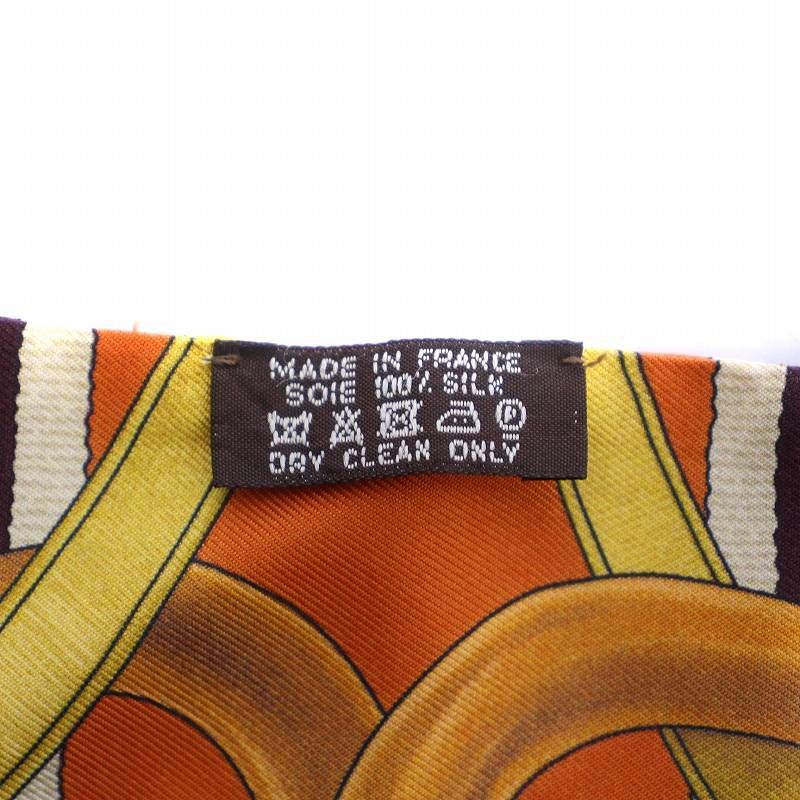 MADE IN FRANCE
SOIE 100% SILK
P
DRY CLEAN ONLY